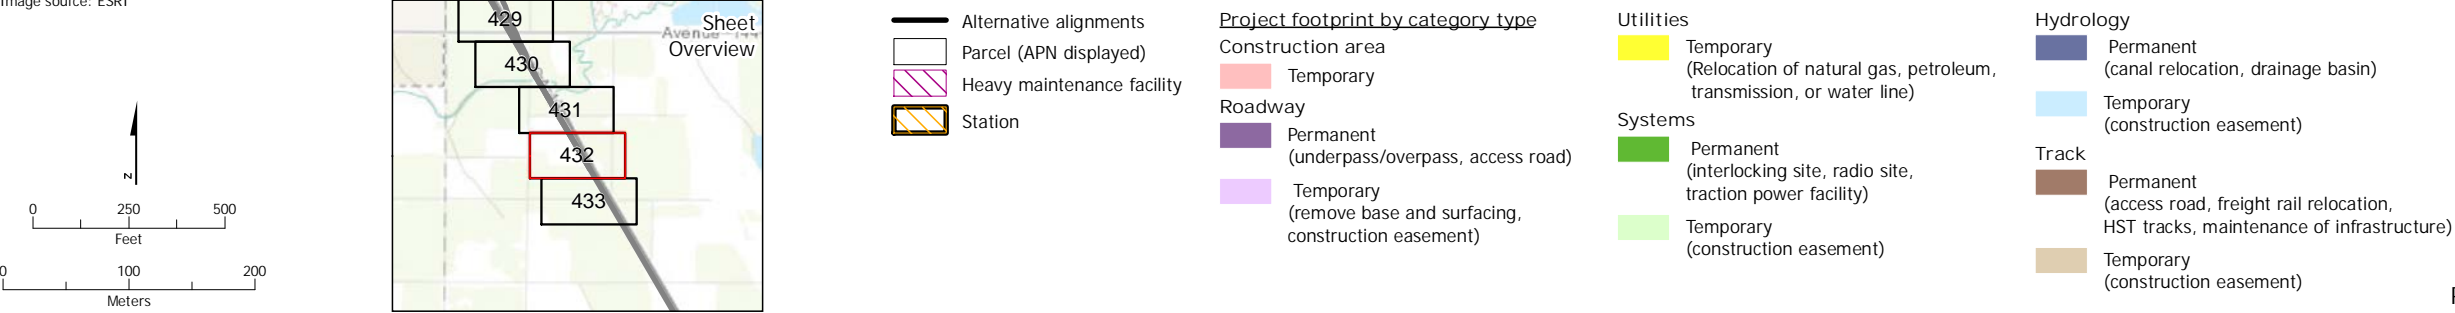 Image source: ESRI
N
0 250 500
Feet
0 100 200
Meters
429
Sheet
Overview
430
431
432
433
Alternative alignments
Parcel (APN displayed)
Heavy maintenance facility
Station
Project footprint by category type
Construction area
Temporary
Roadway
Permanent
(underpass/overpass, access road)
Temporary
(remove base and surfacing,
construction easement)
Utilities
Temporary
(Relocation of natural gas, petroleum,
transmission, or water line)
Systems
Permanent
(interlocking site, radio site,
traction power facility)
Temporary
(construction easement)
Hydrology
Permanent
(canal relocation, drainage basin)
Temporary
(construction easement)
Track
Permanent
(access road, freight rail relocation,
HST tracks, maintenance of infrastructure)
Temporary
(construction easement)